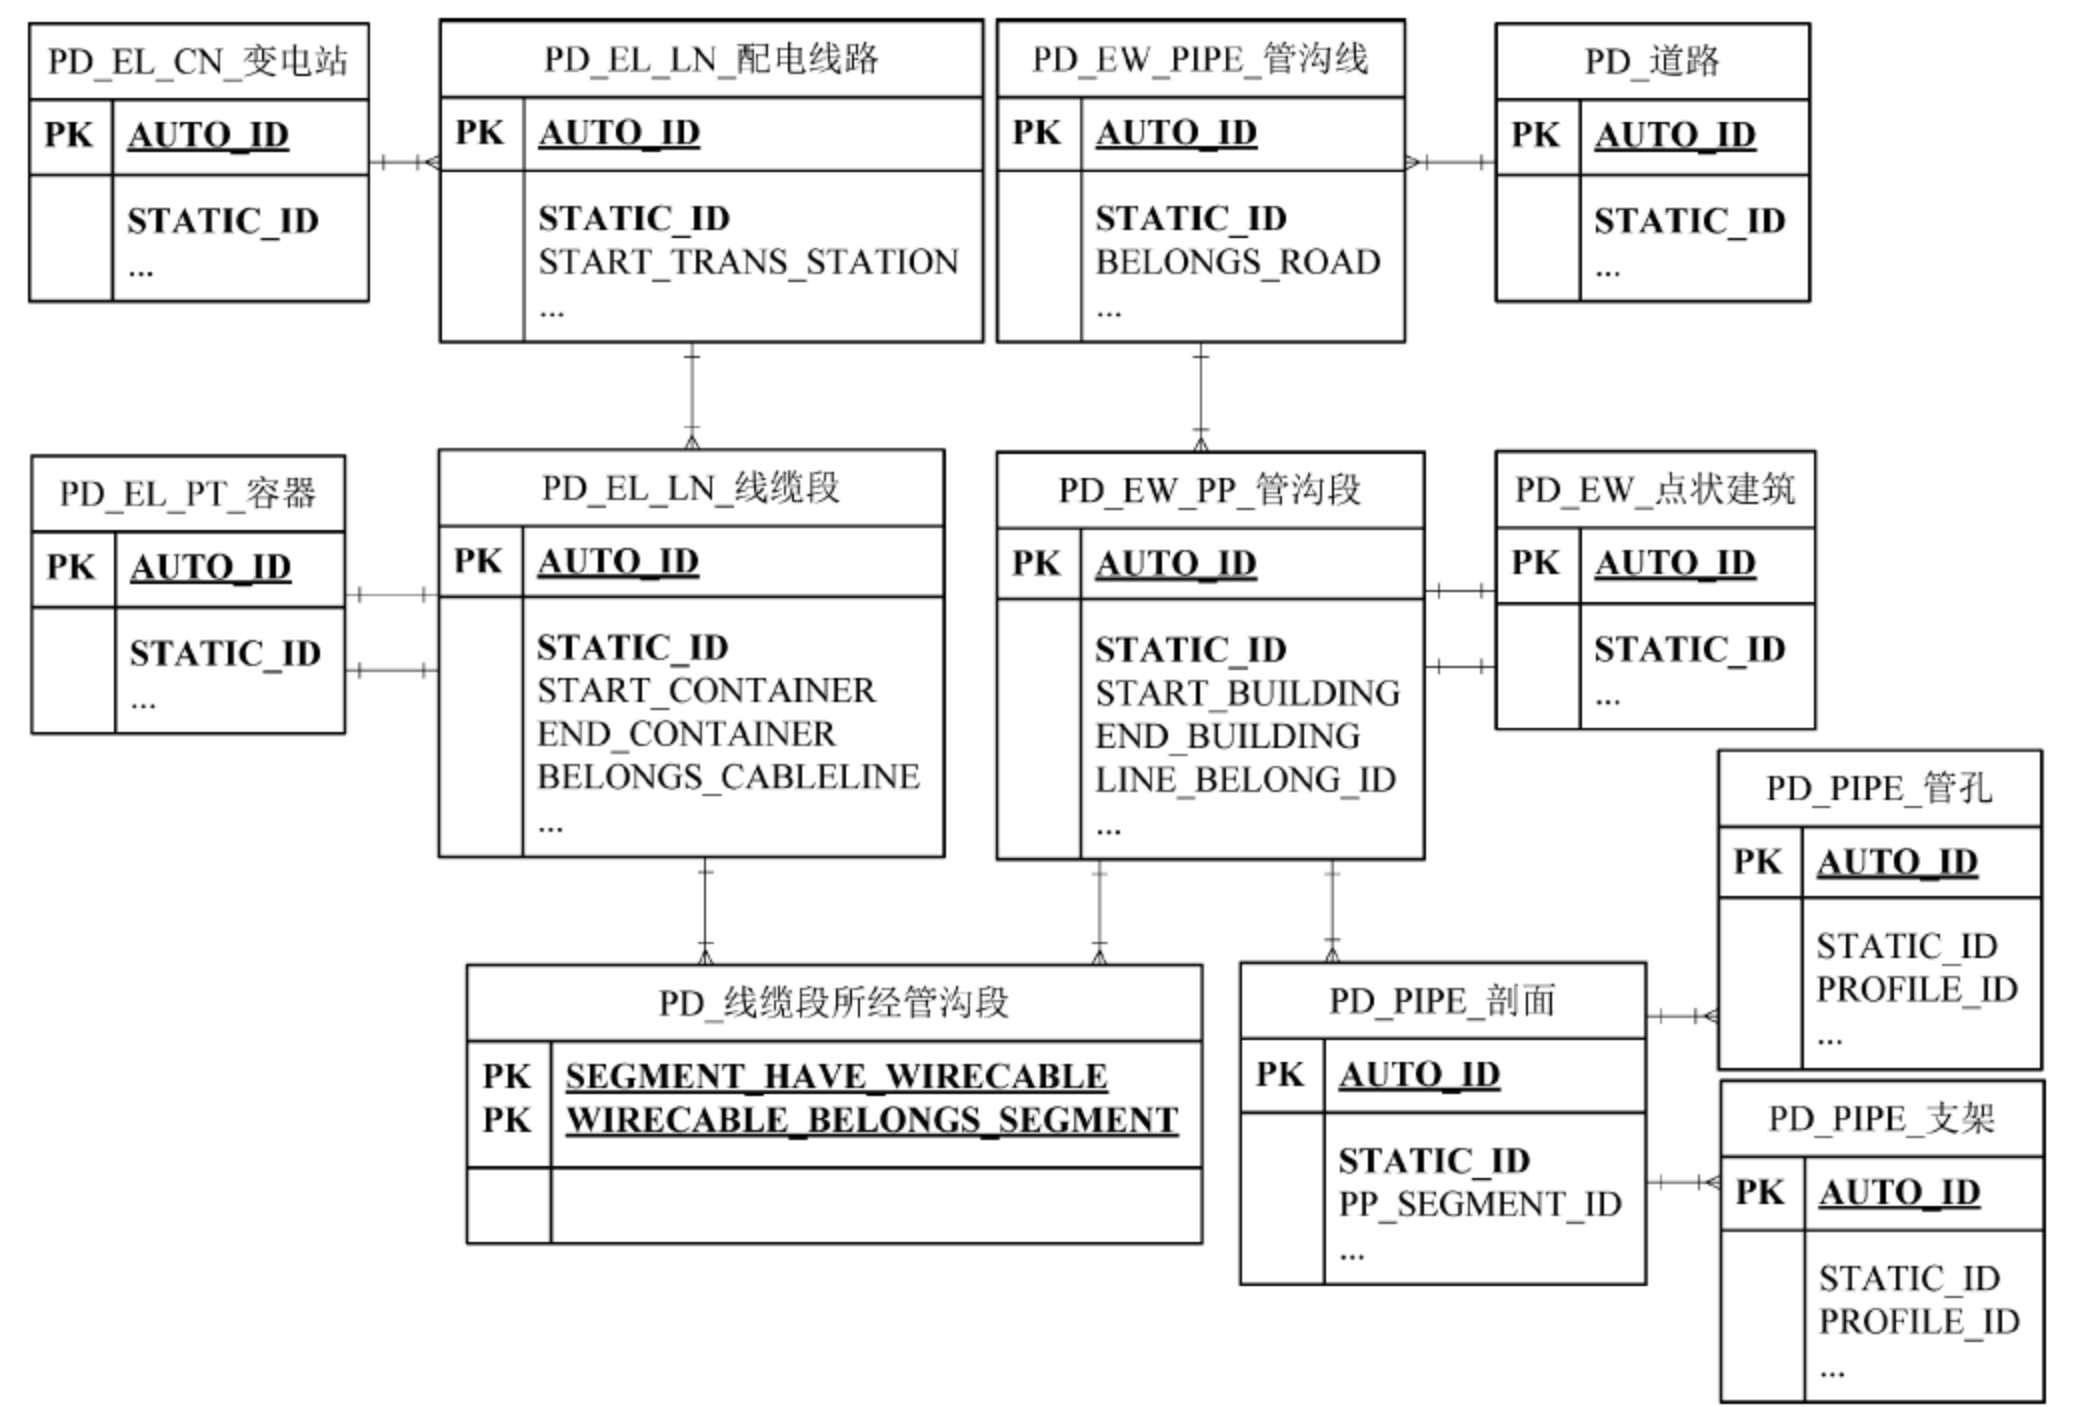 PD_EL_CN_变电站
PK AUTO_ID
STATIC_ID
...
PD_EL_LN_配电线路
PK AUTO_ID
STATIC_ID
START_TRANS_STATION
...
PD_EW_PIPE_管沟线
PK AUTO_ID
STATIC_ID
BELONGS_ROAD
...
PD_道路
PK AUTO_ID
STATIC_ID
...
PD_EL_PT_容器
PK AUTO_ID
STATIC_ID
...
PD_EL_LN_线缆段
PK AUTO_ID
STATIC_ID
START_CONTAINER
END_CONTAINER
BELONGS_CABLELINE
...
PD_EW_PP_管沟段
PK AUTO_ID
STATIC_ID
START_BUILDING
END_BUILDING
LINE_BELONG_ID
...
PD_EW_点状建筑
PK AUTO_ID
STATIC_ID
...
PD_PIPE_管孔
PK AUTO_ID
STATIC_ID
PROFILE_ID
...
PD_线缆段所经管沟段
PK SEGMENT_HAVE_WIRECABLE
PK WIRECABLE_BELONGS_SEGMENT
PD_PIPE_剖面
PK AUTO_ID
STATIC_ID
PP_SEGMENT_ID
...
PD_PIPE_支架
PK AUTO_ID
STATIC_ID
PROFILE_ID
...